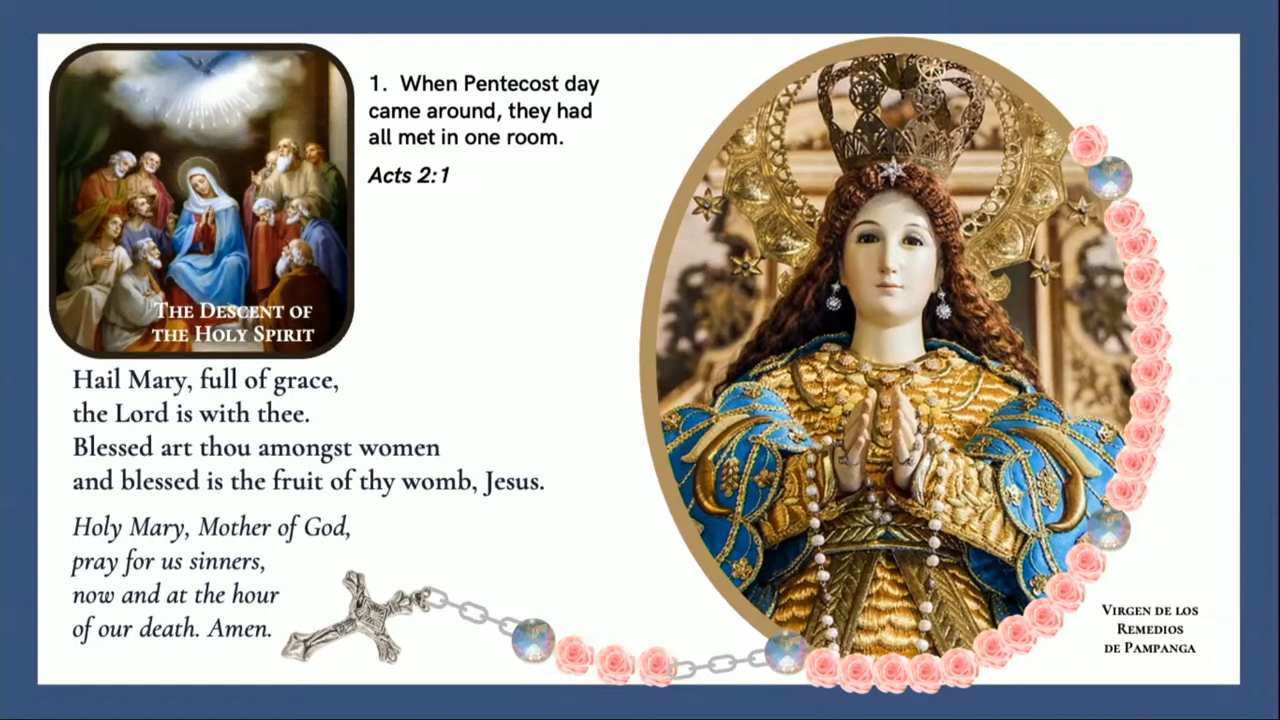 The Descent of
the Holy Spirit
1. When Pentecost day
came around, they had
all met in one room.
Acts 2:1
Hail Mary, full of grace,
the Lord is with thee.
Blessed art thou amongst women
and blessed is the fruit of thy womb, Jesus.
Holy Mary, Mother of God,
pray for us sinners,
now and at the hour
of our death. Amen.
Virgen de los
Remedios
de Pampanga